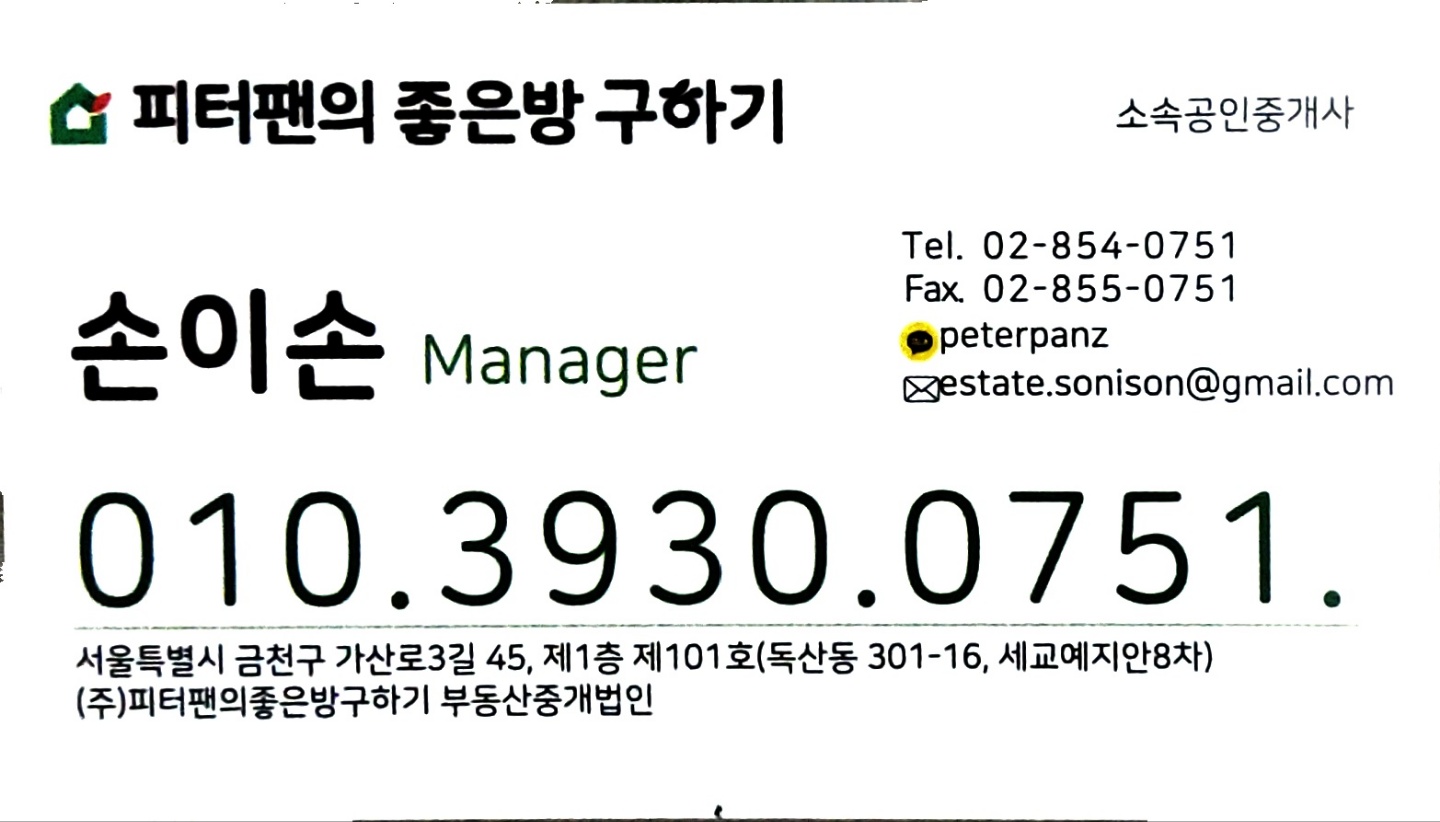 피터팬의 좋은방 구하기
소속공인중개사
Tel. 02-854-0751
Fax. 02-855-0751
peterpanz
estate.sonison@gmail.com
손이손 Manager
010.3930.0751.
서울특별시 금천구 가산로3길 45, 제1층 제101호(독산동 301-16, 세교예지안8차)
(주)피터팬의좋은방구하기 부동산중개법인